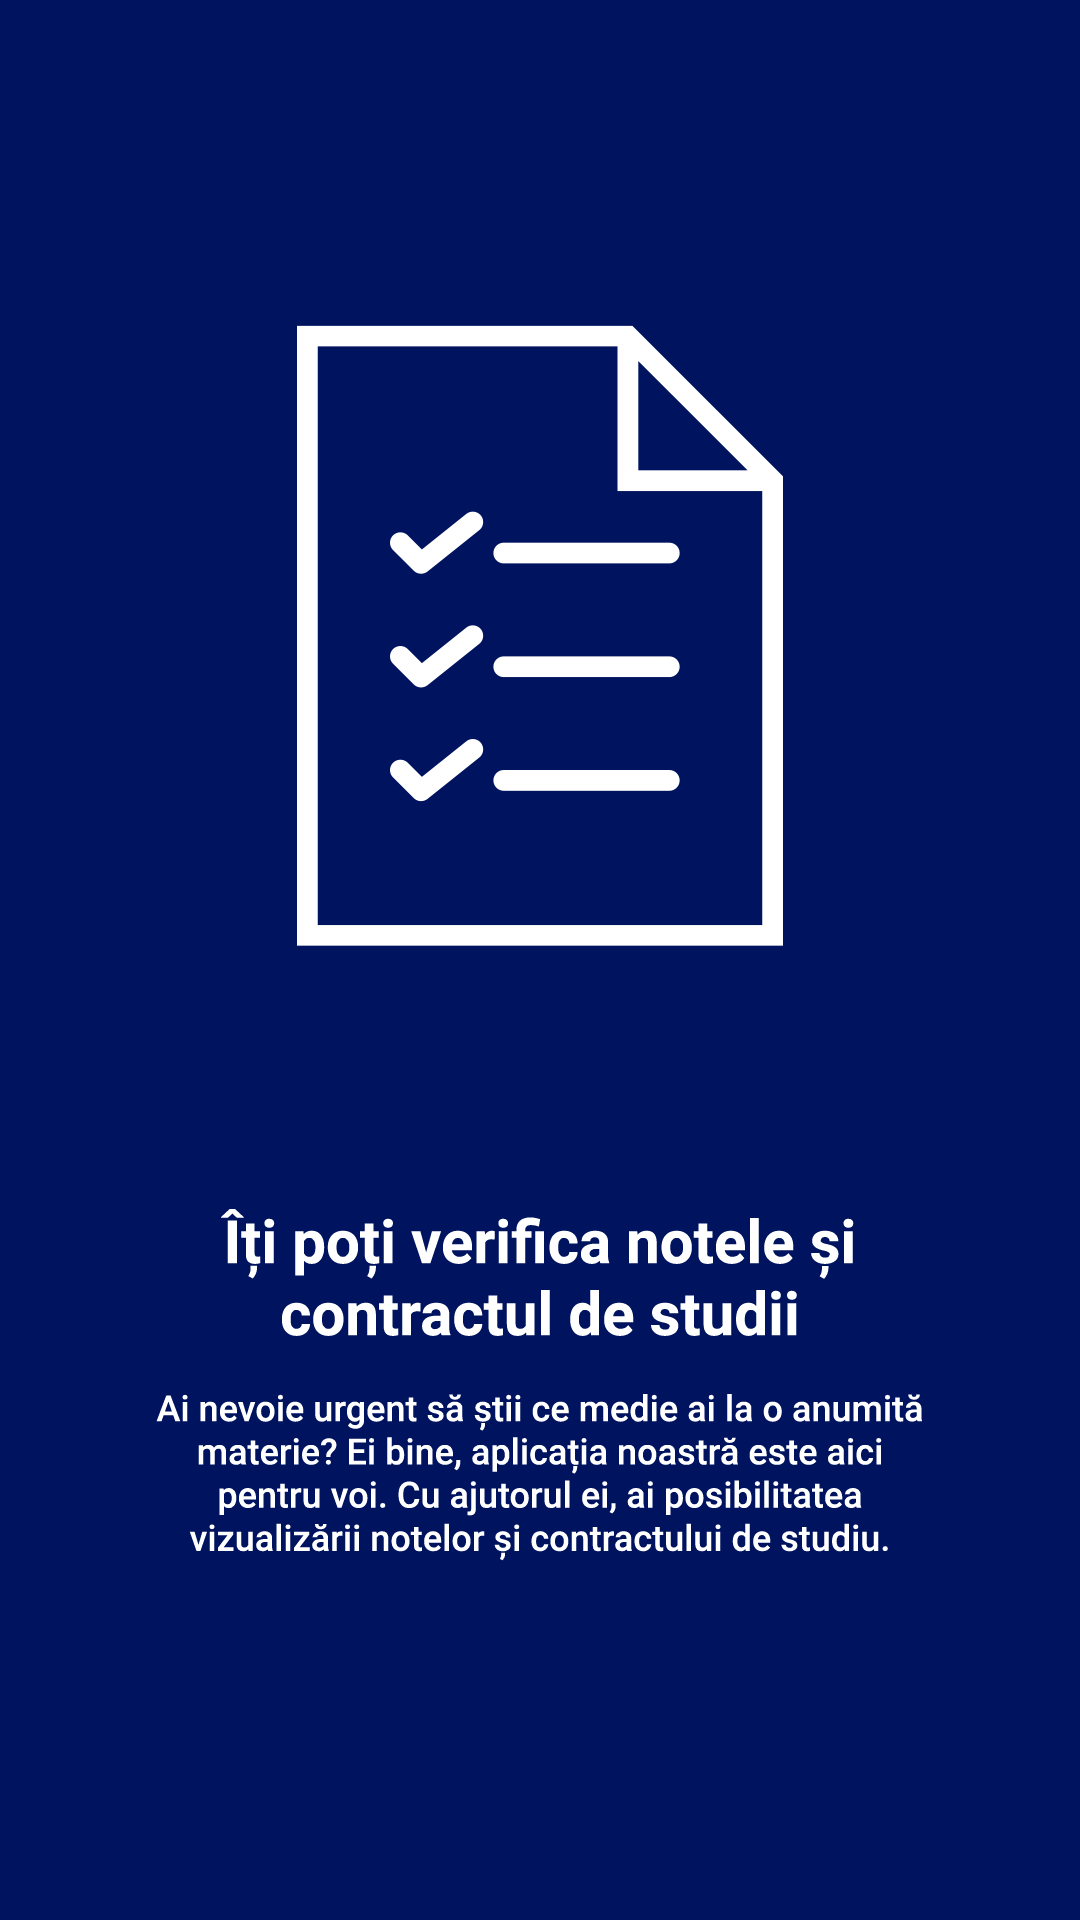 Îți poți verifica notele și
contractul de studii
Ai nevoie urgent să știi ce medie ai la o anumită
materie? Ei bine, aplicația noastră este aici
pentru voi. Cu ajutorul ei, ai posibilitatea
vizualizării notelor și contractului de studiu.